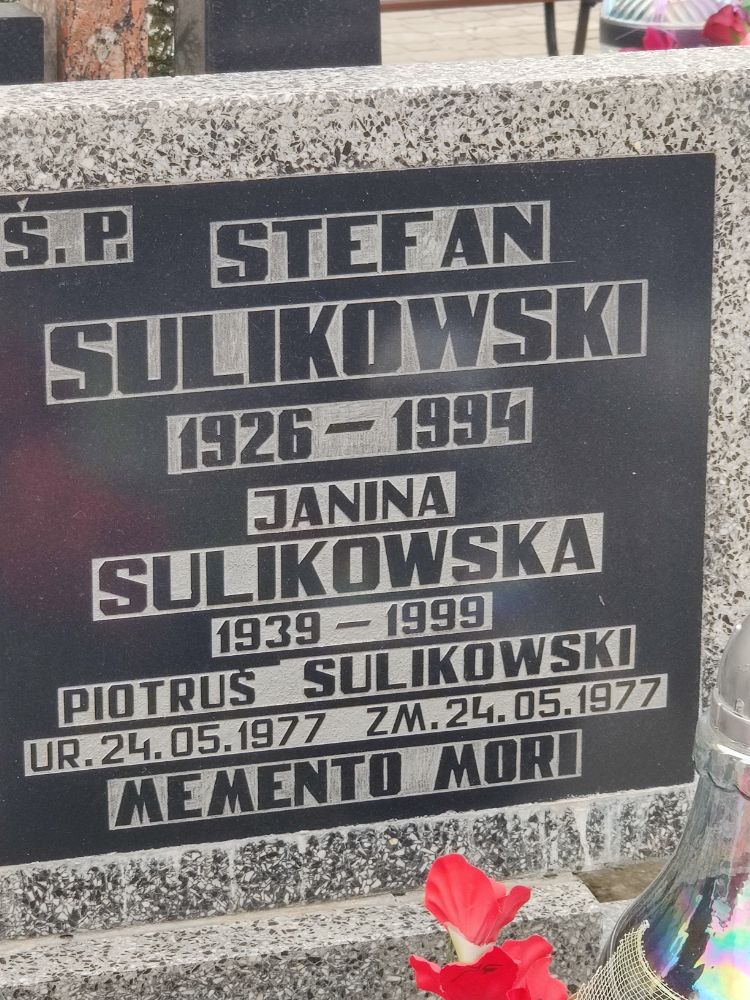 Ś.P. STEFAN
SULIKOWSKI
1926 – 1994
JANINA
SULIKOWSKA
1939 – 1999
PIOTRUŚ SULIKOWSKI
UR. 24.05.1977 ZM. 24.05.1977
MEMENTO MORI